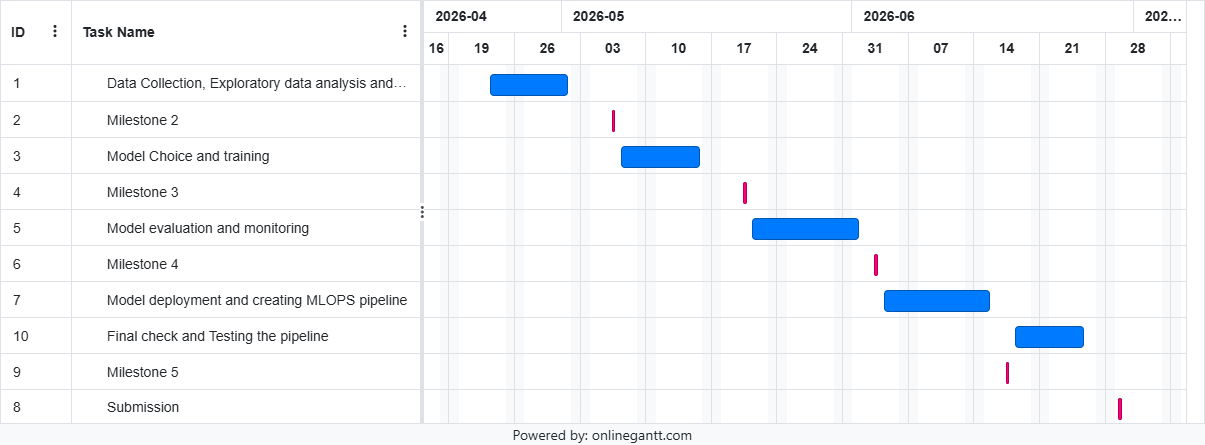 ID Task Name 2026-04 2026-05 2026-06 202...
16 19 26 03 10 17 24 31 07 14 21 28
1 Data Collection, Exploratory data analysis and...
2 Milestone 2
3 Model Choice and training
4 Milestone 3
5 Model evaluation and monitoring
6 Milestone 4
7 Model deployment and creating MLOPS pipeline
10 Final check and Testing the pipeline
9 Milestone 5
8 Submission
Powered by: onlinegantt.com